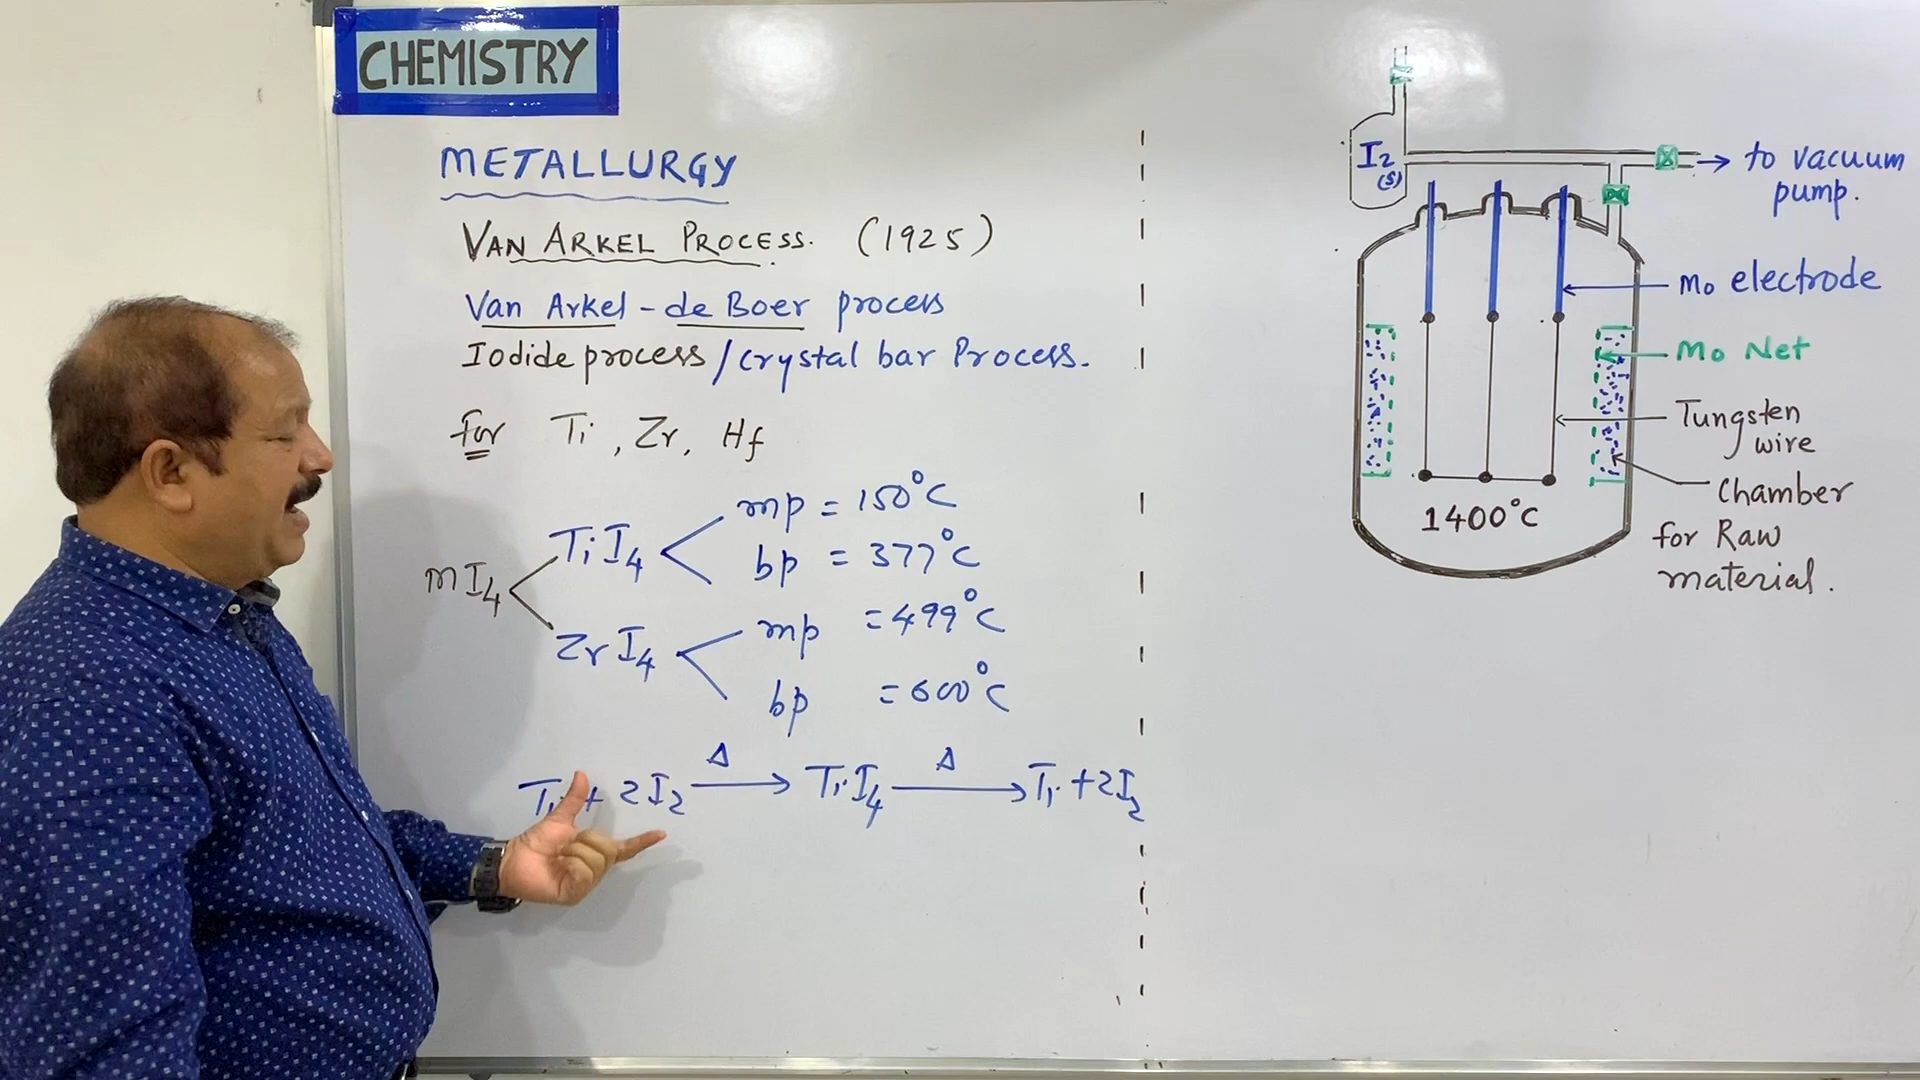 CHEMISTRY
METALLURGY
VAN ARKEL PROCESS. (1925)
Van Arkel - de Boer process
Iodide process / crystal bar Process.
for Ti, Zr, Hf
mI4
TiI4
mp = 150°C
bp = 377°C
ZrI4
mp = 499°C
bp = 600°C
Ti + 2I2 Δ→ TiI4 Δ→ Ti + 2I2
I2
(s)
→ to vacuum
pump.
Mo electrode
Mo Net
Tungsten
wire
Chamber
for Raw
material.
1400°C